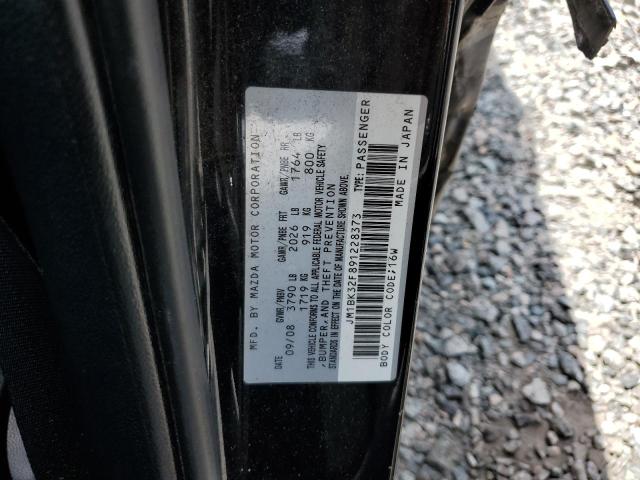 MFD. BY MAZDA MOTOR CORPORATION
DATE GVWR/PNBV GAWR/PNBE FRT GAWR/PNBE RR
09/08 3790 LB 2026 LB 1764 LB
1719 KG 919 KG 800 KG
THIS VEHICLE CONFORMS TO ALL APPLICABLE FEDERAL MOTOR VEHICLE SAFETY
,BUMPER,AND THEFT PREVENTION
STANDARDS IN EFFECT ON THE DATE OF MANUFACTURE SHOWN ABOVE.
JM1BK32F891228373 TYPE: PASSENGER
BODY COLOR CODE;16W MADE IN JAPAN